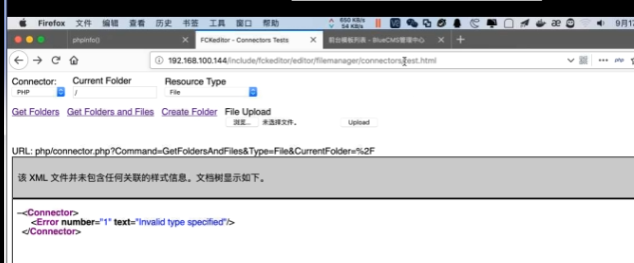 Firefox 文件 编辑 查看 历史 书签 工具 窗口 帮助
650 KB/s
54 KB/s
9月1
phpinfo()
FCKeditor - Connectors Tests
前台模板列表 - BlueCMS管理中心
192.168.100.144/include/fckeditor/editor/filemanager/connectors/test.html
Connector: Current Folder Resource Type
PHP / File
Get Folders Get Folders and Files Create Folder File Upload
浏览... 未选择文件。 Upload
URL: php/connector.php?Command=GetFoldersAndFiles&Type=File&CurrentFolder=%2F
该 XML 文件并未包含任何关联的样式信息。文档树显示如下。
–<Connector>
<Error number="1" text="Invalid type specified"/>
</Connector>